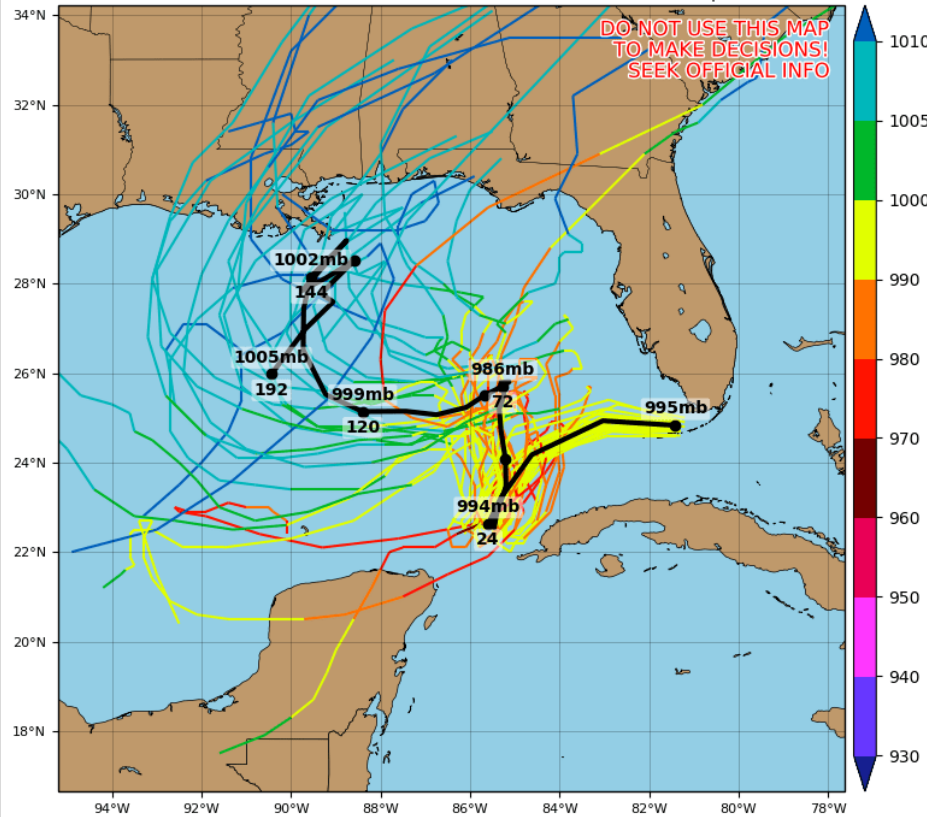 DO NOT USE THIS MAP
TO MAKE DECISIONS!
SEEK OFFICIAL INFO
34°N
32°N
30°N
28°N
26°N
24°N
22°N
20°N
18°N
1002mb
144
1005mb
192
999mb
120
986mb
72
995mb
994mb
24
94°W
92°W
90°W
88°W
86°W
84°W
82°W
80°W
78°W
1010
1005
1000
990
980
970
960
950
940
930